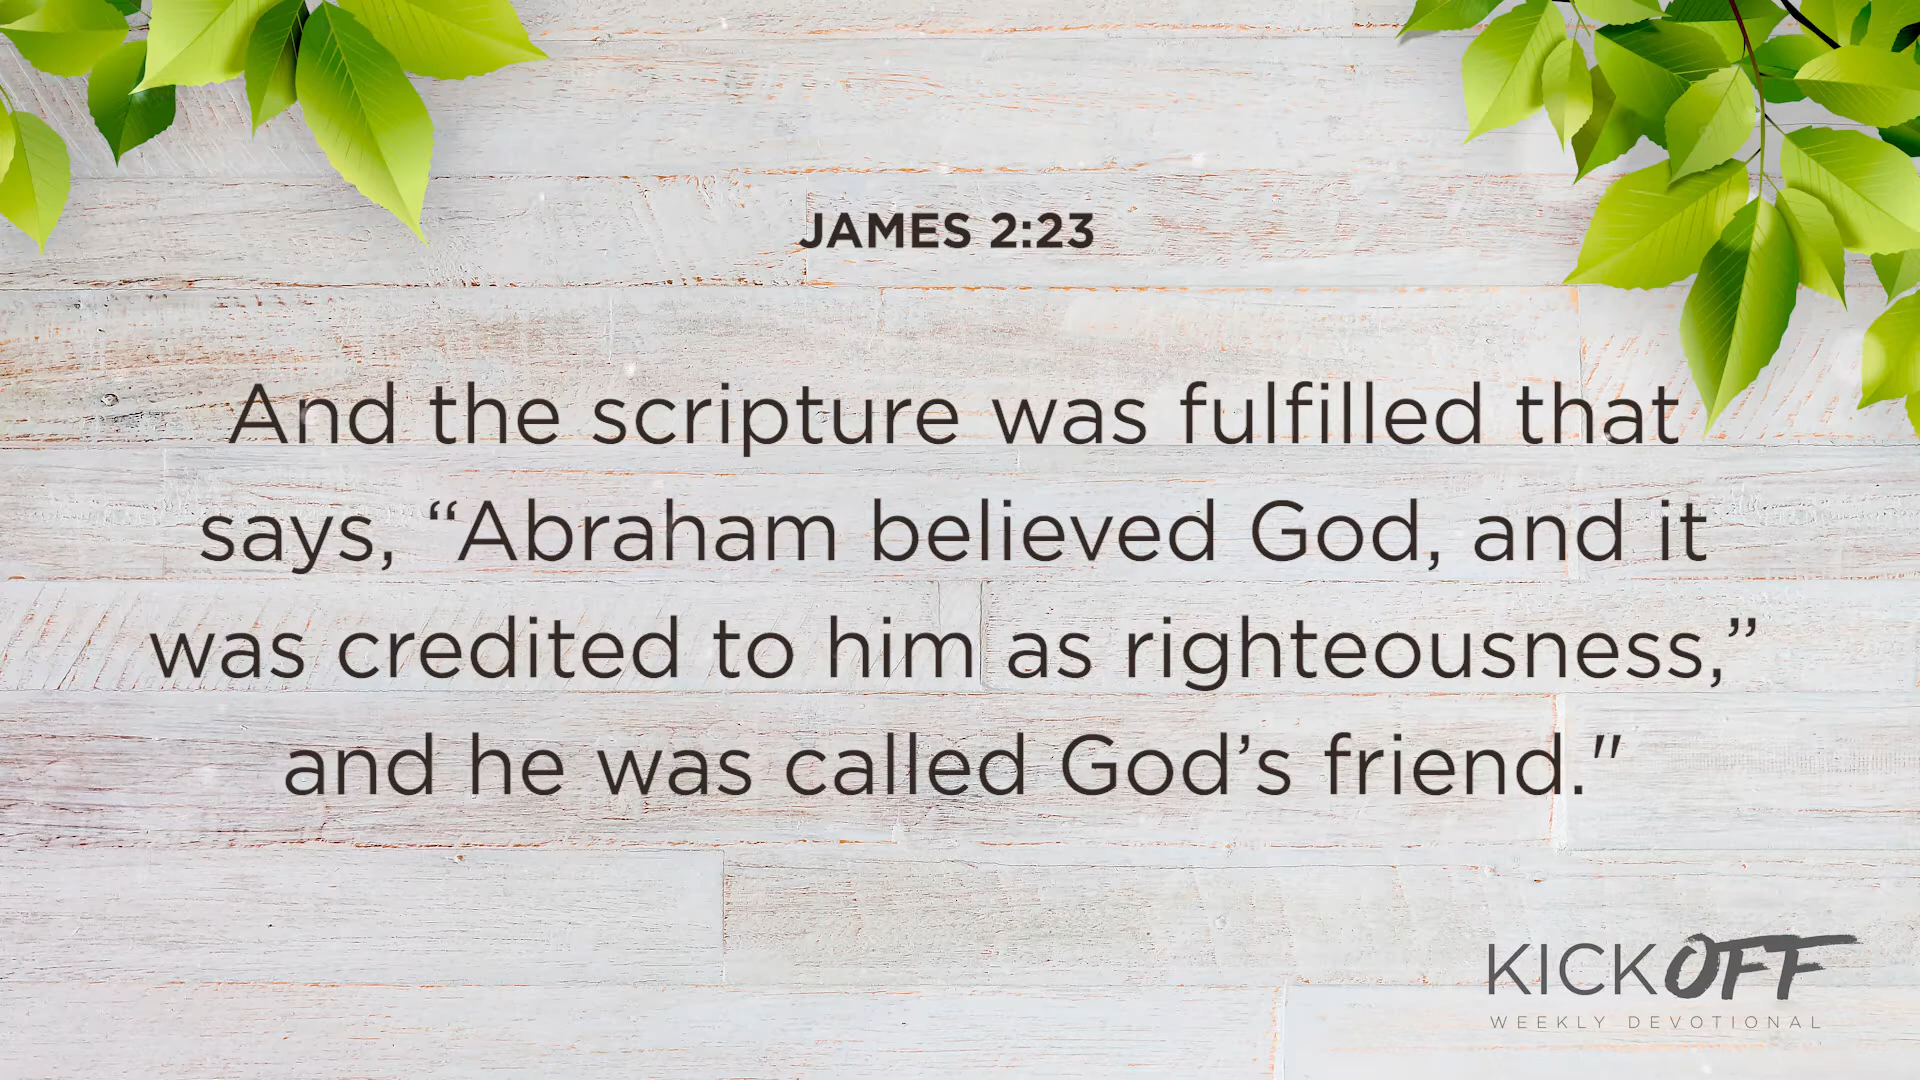 JAMES 2:23
And the scripture was fulfilled that
says, “Abraham believed God, and it
was credited to him as righteousness,”
and he was called God’s friend."
KICKOFF
WEEKLY DEVOTIONAL